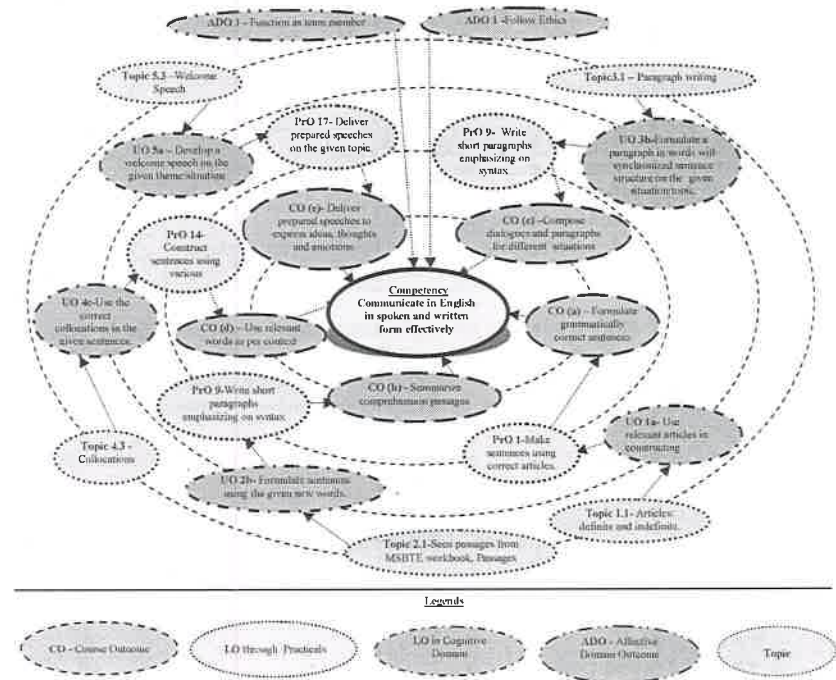 ADO 3 - Function as team member
ADO 1 -Follow Ethics
Topic 5.3 -Welcome
Speech
Topic3.1 – Paragraph writing
PrO 17- Deliver
prepared speeches
on the given topic.
PrO 9- Write
short paragraphs
emphasizing on
syntax
UO 5a – Develop a
welcome speech on the
given theme/situation
UO 3b-Formulate a
paragraph in words with
synchronized sentence
structure on the given
situation/topic.
CO (e)- Deliver
prepared speeches to
express ideas, thoughts
and emotions
CO (c) –Compose
dialogues and paragraphs
for different situations
PrO 14-
Construct
sentences using
various
Competency
Communicate in English
in spoken and written
form effectively
UO 4c-Use the
correct
collocations in the
given sentences.
CO (d) – Use relevant
words as per context
CO (a) – Formulate
grammatically
correct sentences
CO (b) - Summarise
comprehension passages
PrO 9-Write short
paragraphs
emphasizing on syntax
PrO 1-Make
sentences using
correct articles.
UO 1a- Use
relevant articles in
constructing
Topic 4.3 -
Collocations
UO 2b- Formulate sentences
using the given new words.
Topic 1.1- Articles:
definite and indefinite.
Topic 2.1-Seen passages from
MSBTE workbook, Passages
Legends
CO - Course Outcome
LO through Practicals
LO in Cognitive
Domain
ADO - Affective
Domain Outcome
Topic